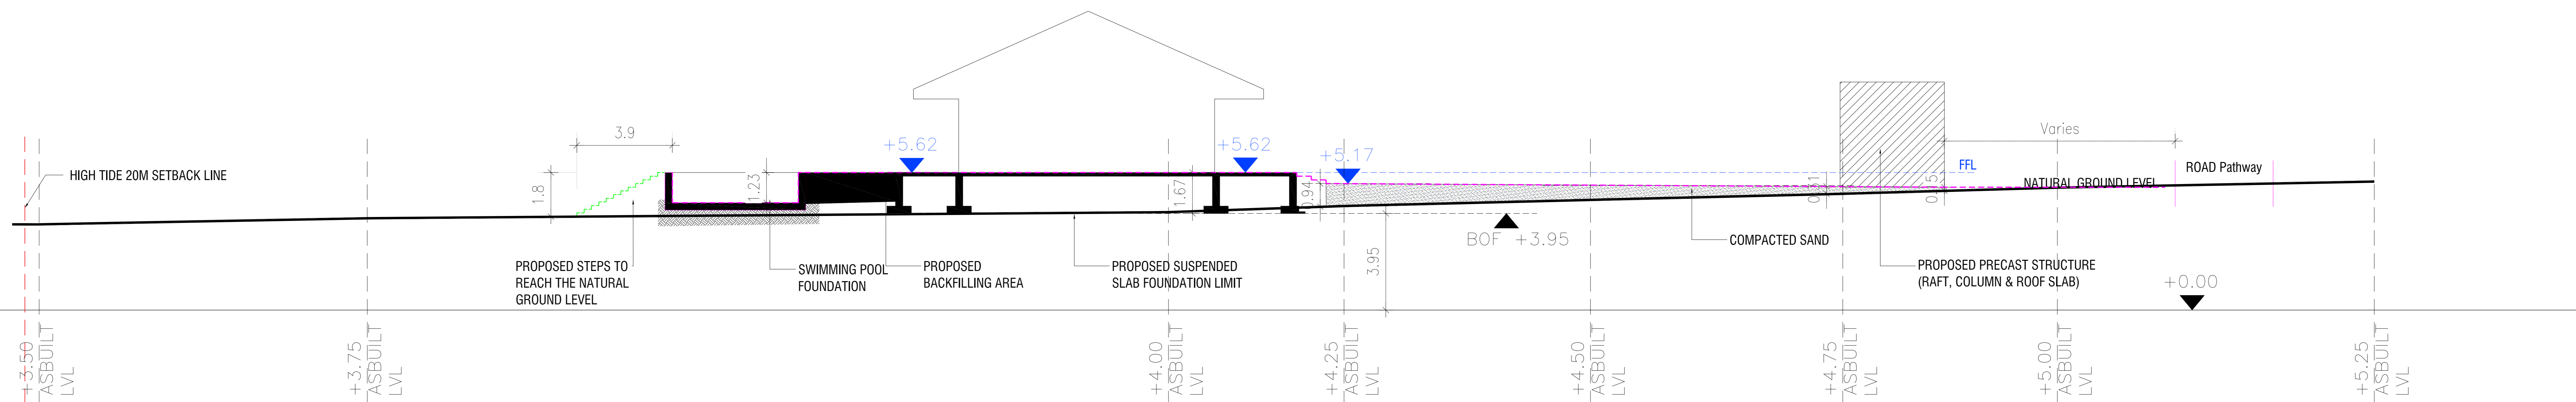 3.9
+5.62
+5.62
+5.17
Varies
HIGH TIDE 20M SETBACK LINE
1.8
1.23
1.67
0.94
0.31
0.15
FFL
ROAD Pathway
NATURAL GROUND LEVEL
BOF +3.95
COMPACTED SAND
3.95
PROPOSED STEPS TO
REACH THE NATURAL
GROUND LEVEL
SWIMMING POOL
FOUNDATION
PROPOSED
BACKFILLING AREA
PROPOSED SUSPENDED
SLAB FOUNDATION LIMIT
PROPOSED PRECAST STRUCTURE
(RAFT, COLUMN & ROOF SLAB)
+0.00
+3.50
ASBUILT
LVL
+3.75
ASBUILT
LVL
+4.00
ASBUILT
LVL
+4.25
ASBUILT
LVL
+4.50
ASBUILT
LVL
+4.75
ASBUILT
LVL
+5.00
ASBUILT
LVL
+5.25
ASBUILT
LVL